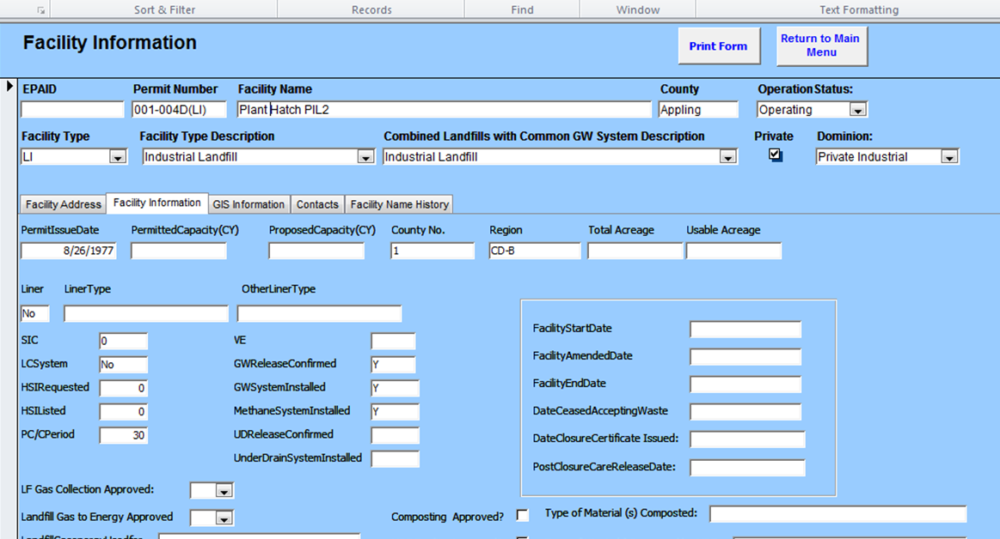 Sort & Filter Records Find Window Text Formatting
Facility Information
Print Form
Return to Main
Menu
EPAID Permit Number Facility Name County OperationStatus:
001-004D(LI) Plant Hatch PIL2 Appling Operating
Facility Type Facility Type Description Combined Landfills with Common GW System Description Private Dominion:
LI Industrial Landfill Industrial Landfill Private Industrial
Facility Address Facility Information GIS Information Contacts Facility Name History
PermitIssueDate PermittedCapacity(CY) ProposedCapacity(CY) County No. Region Total Acreage Usable Acreage
8/26/1977 1 CD-B
Liner LinerType OtherLinerType
No
SIC 0 VE
LCSystem No GWReleaseConfirmed Y
HSIRequested 0 GWSystemInstalled Y
HSIListed 0 MethaneSystemInstalled Y
PC/CPeriod 30 UDReleaseConfirmed
UnderDrainSystemInstalled
FacilityStartDate
FacilityAmendedDate
FacilityEndDate
DateCeasedAcceptingWaste
DateClosureCertificate Issued:
PostClosureCareReleaseDate:
LF Gas Collection Approved:
Landfill Gas to Energy Approved Composting Approved? Type of Material (s) Composted: